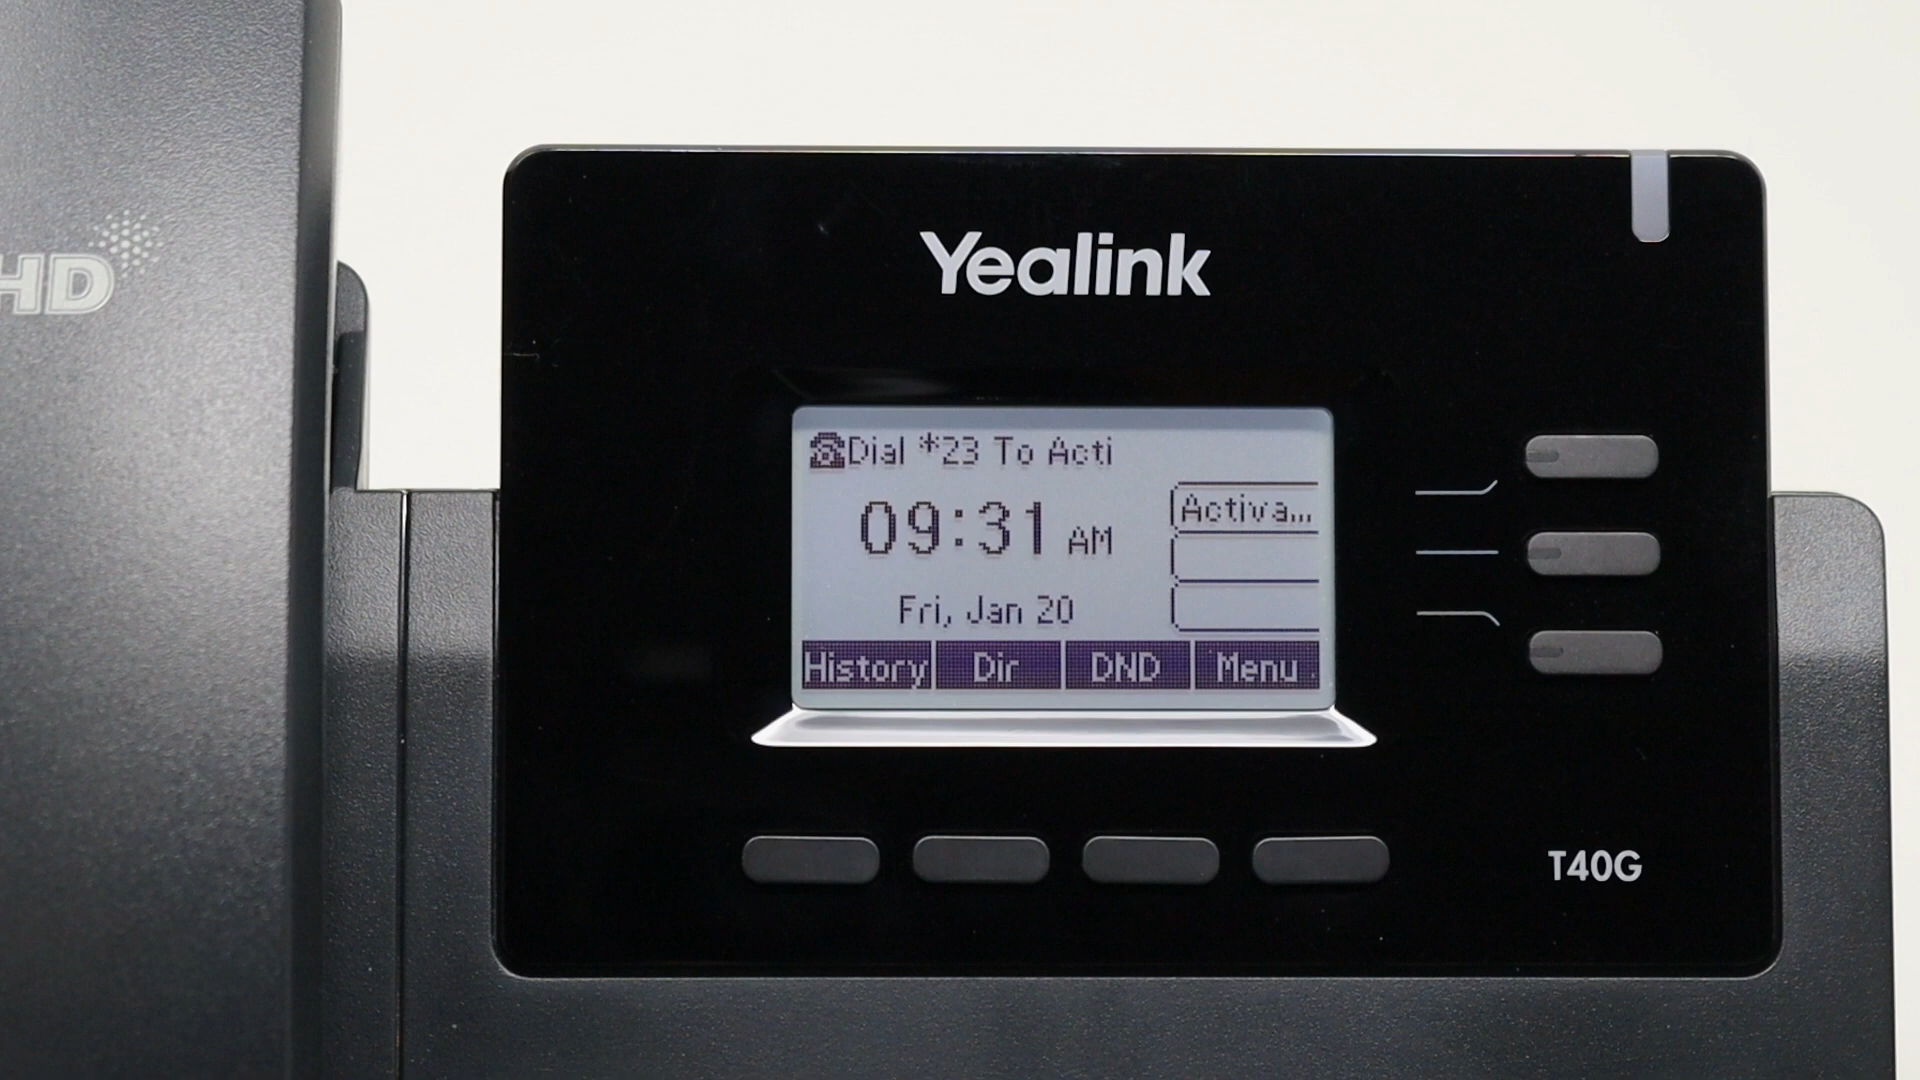 HD
Yealink
Dial *23 To Acti
Activa...
09:31 AM
Fri, Jan 20
History Dir DND Menu
T40G